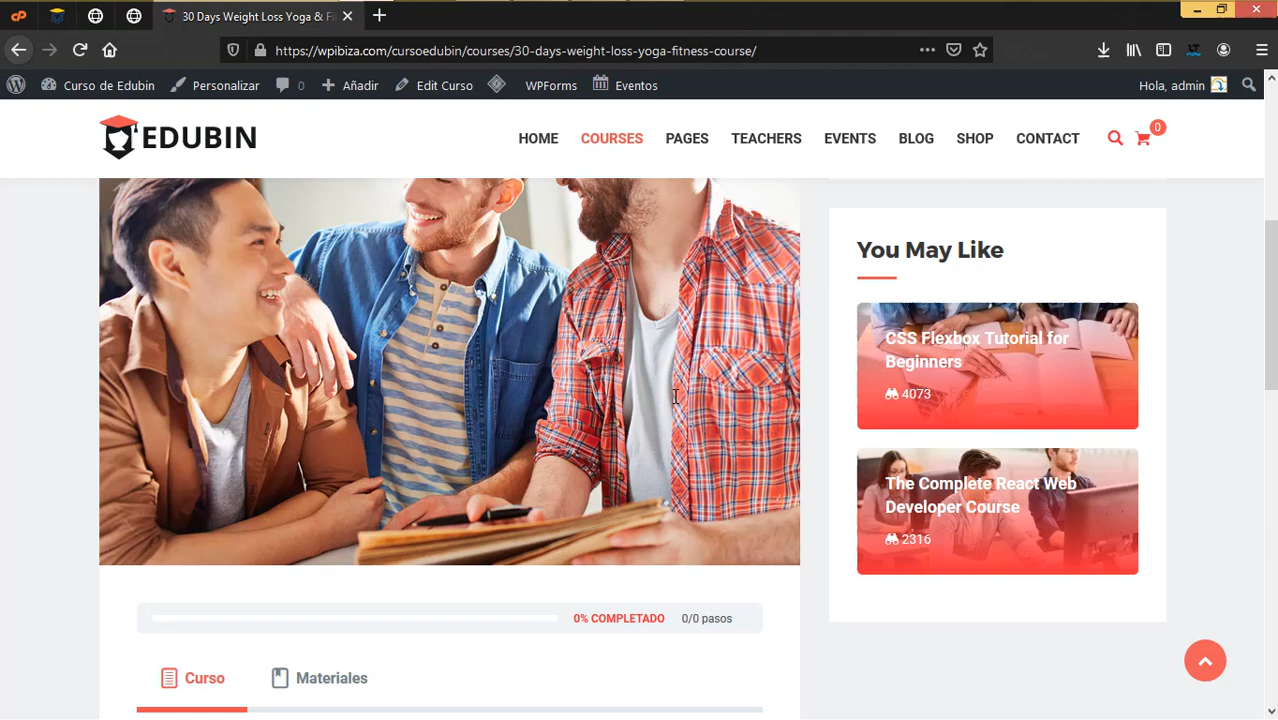 30 Days Weight Loss Yoga & Fi
https://wpibiza.com/cursoedubin/courses/30-days-weight-loss-yoga-fitness-course/
Curso de Edubin Personalizar 0 Añadir Edit Curso WPForms Eventos Hola, admin
EDUBIN HOME COURSES PAGES TEACHERS EVENTS BLOG SHOP CONTACT 0
You May Like
CSS Flexbox Tutorial for
Beginners
4073
The Complete React Web
Developer Course
2316
0% COMPLETADO 0/0 pasos
Curso Materiales